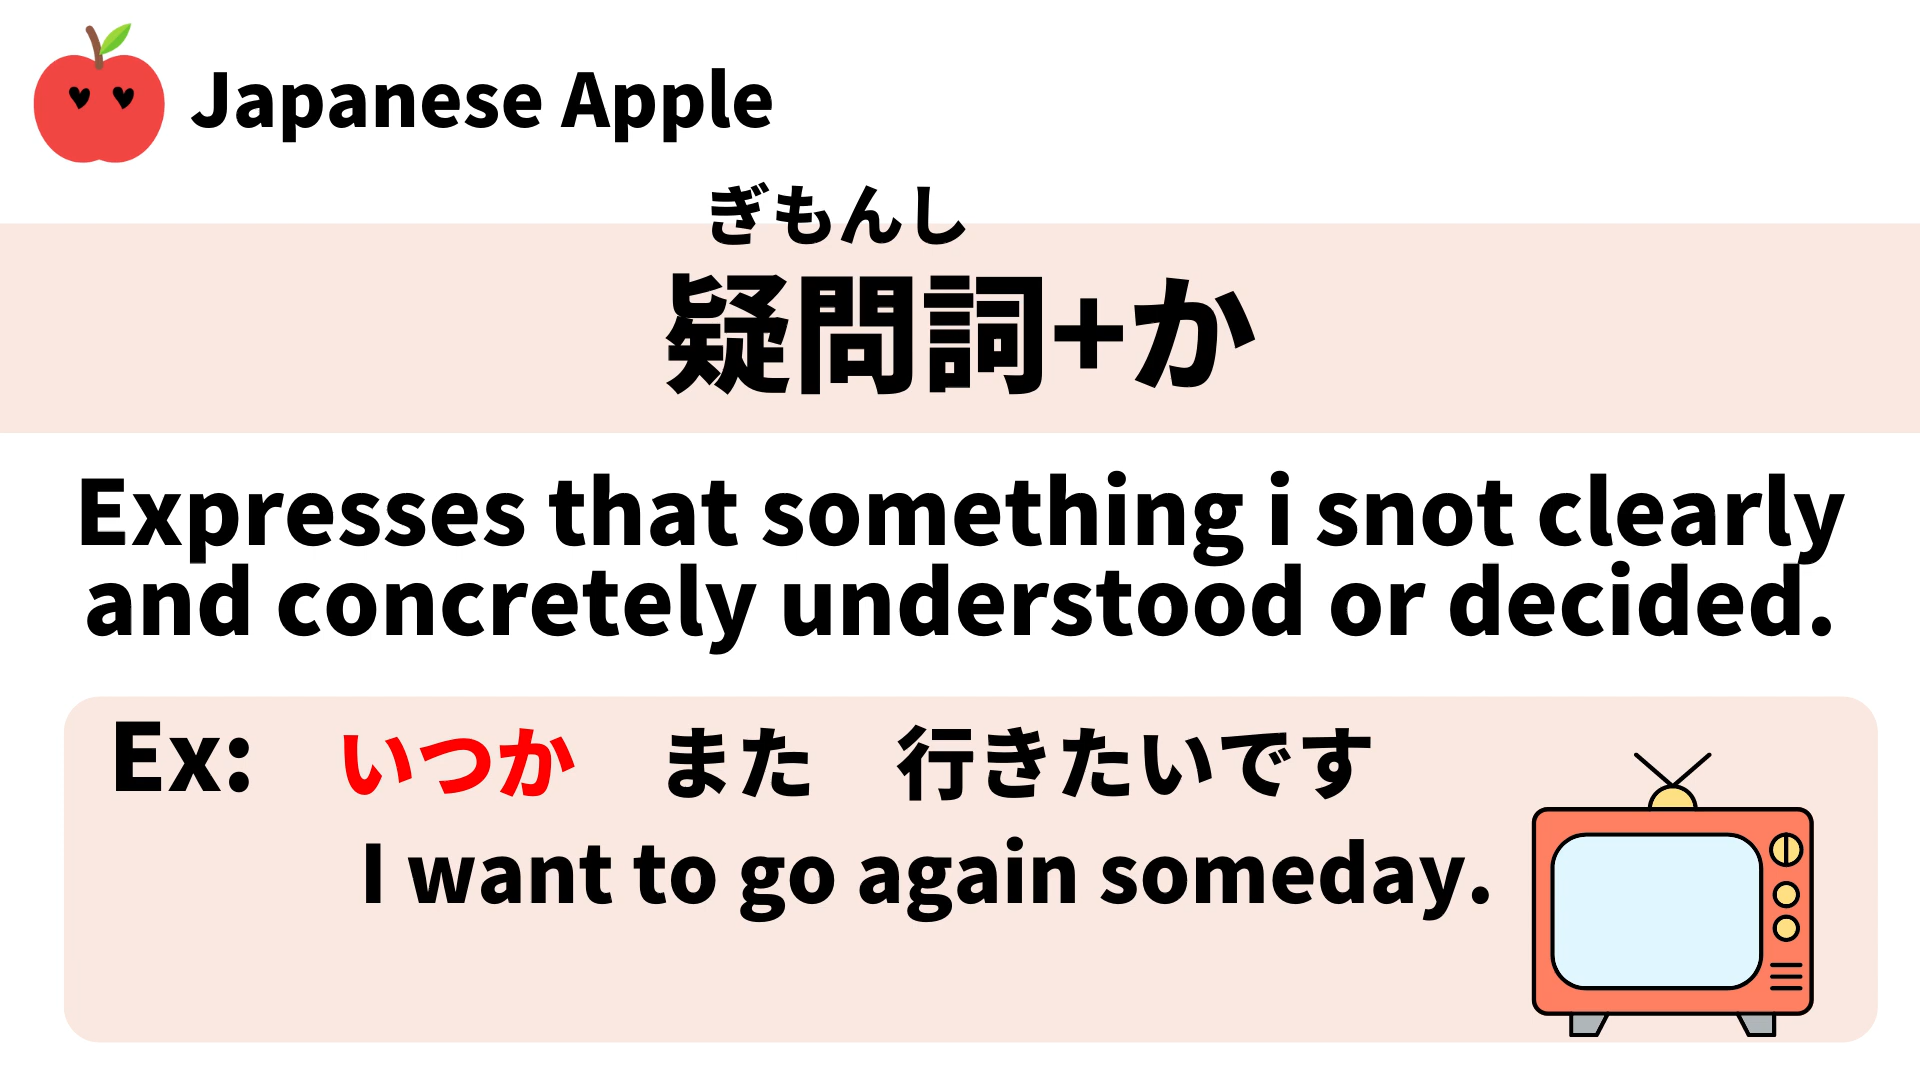 Japanese Apple
ぎもんし
疑問詞+か
Expresses that something i snot clearly
and concretely understood or decided.
Ex: いつか　また　行きたいです
I want to go again someday.